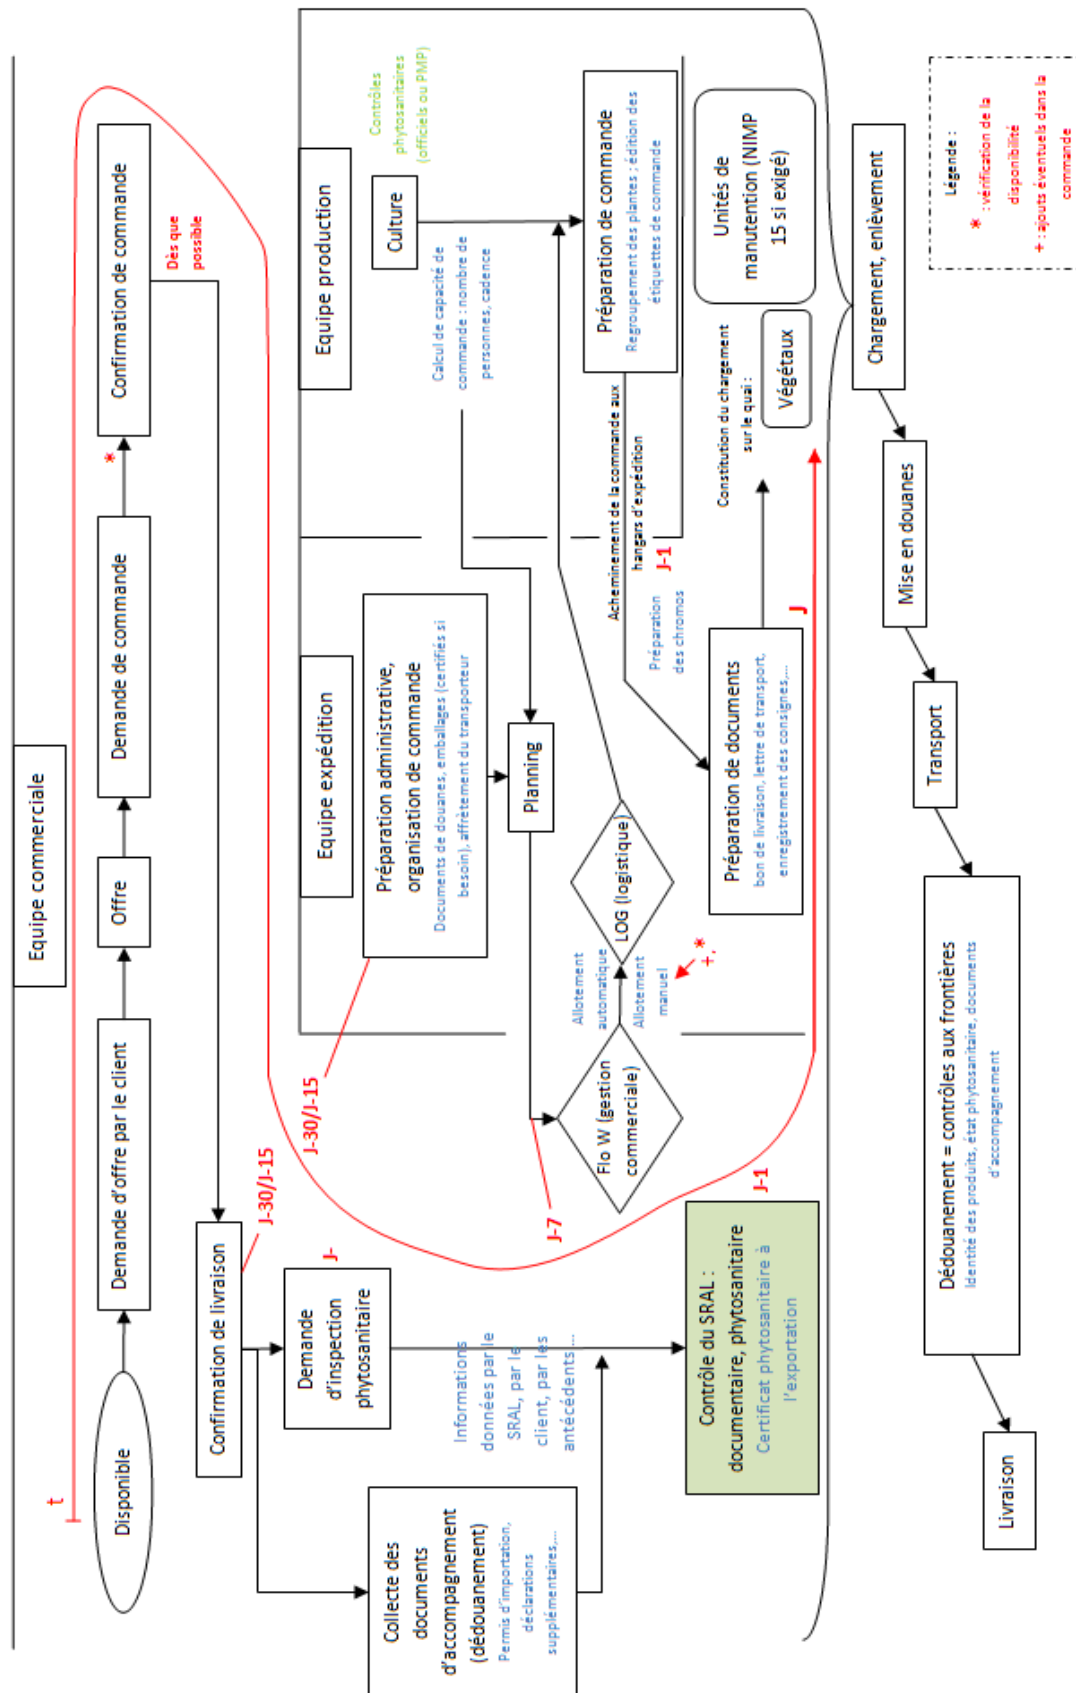 Equipe commerciale
t
Disponible
Demande d'offre par le client
Offre
Demande de commande
*
Confirmation de commande
Dès que
possible
Confirmation de livraison
J-30/J-15
Demande
d'inspection
phytosanitaire
J-
Collecte des
documents
d'accompagnement
(dédouanement)
Permis d'importation,
déclarations
supplémentaires,...
Informations
données par le
SRAL, par le
client, par les
antécédents,...
Contrôle du SRAL :
documentaire, phytosanitaire
Certificat phytosanitaire à
l'exportation
J-1
Equipe expédition
J-30/J-15
Préparation administrative,
organisation de commande
Documents de douanes, emballages (certifiés si
besoin), affrètement du transporteur
Planning
J-7
Flo W (gestion
commerciale)
Allotement
automatique
Allotement
manuel
+, *
LOG (logistique)
Préparation de documents
bon de livraison, lettre de transport,
enregistrement des consignes,...
Préparation
des chromos
J-1
J
Equipe production
Contrôles
phytosanitaires
(officiels ou PMP)
Culture
Calcul de capacité de
commande : nombre de
personnes, cadence
Préparation de commande
Regroupement des plantes ; édition des
étiquettes de commande
Acheminement de la commande aux
hangars d'expédition
Constitution du chargement
sur le quai :
Végétaux
Unités de
manutention (NIMP
15 si exigé)
Chargement, enlèvement
Mise en douanes
Transport
Dédouanement = contrôles aux frontières
Identité des produits, état phytosanitaire, documents
d'accompagnement
Livraison
Légende :
* : vérification de la
disponibilité
+ : ajouts éventuels dans la
commande